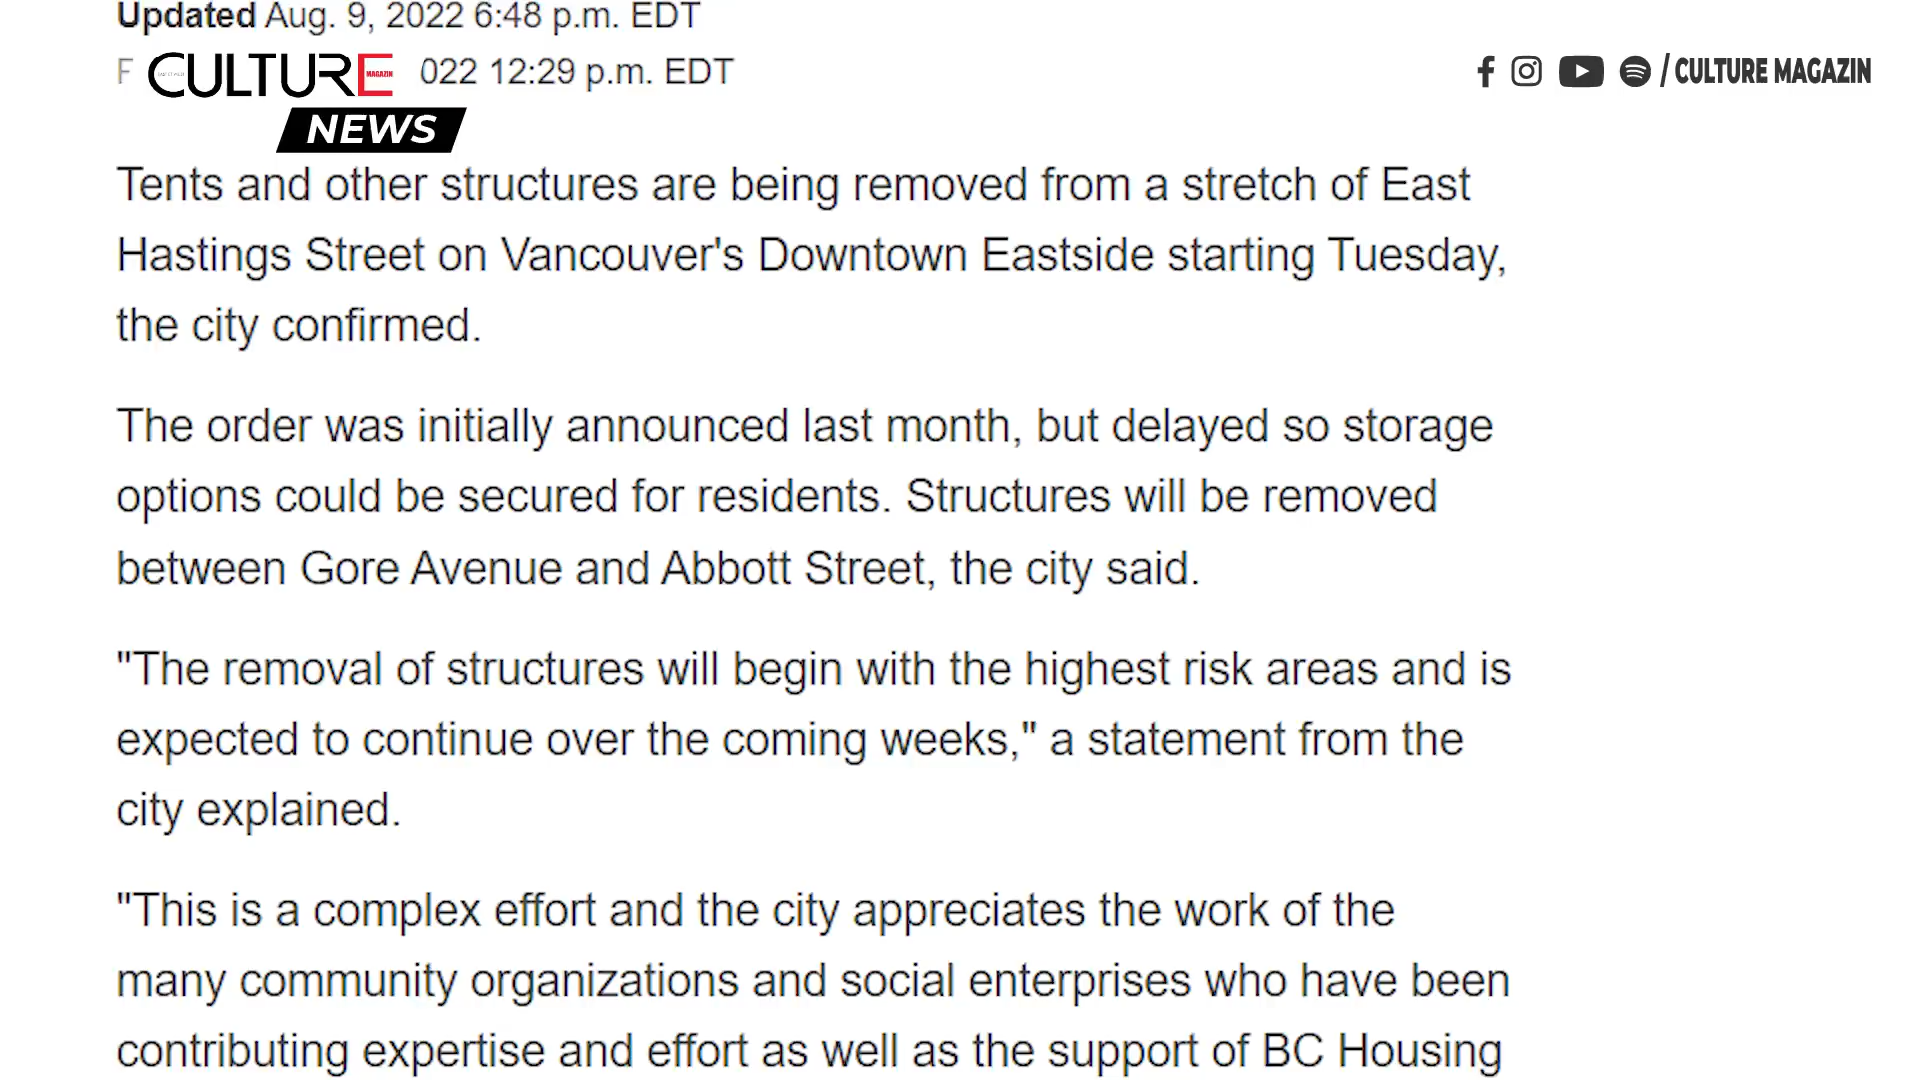 Updated Aug. 9, 2022 6:48 p.m. EDT
F 022 12:29 p.m. EDT
CULTURE MAGAZIN
NEWS
/ CULTURE MAGAZIN
Tents and other structures are being removed from a stretch of East
Hastings Street on Vancouver's Downtown Eastside starting Tuesday,
the city confirmed.
The order was initially announced last month, but delayed so storage
options could be secured for residents. Structures will be removed
between Gore Avenue and Abbott Street, the city said.
"The removal of structures will begin with the highest risk areas and is
expected to continue over the coming weeks," a statement from the
city explained.
"This is a complex effort and the city appreciates the work of the
many community organizations and social enterprises who have been
contributing expertise and effort as well as the support of BC Housing